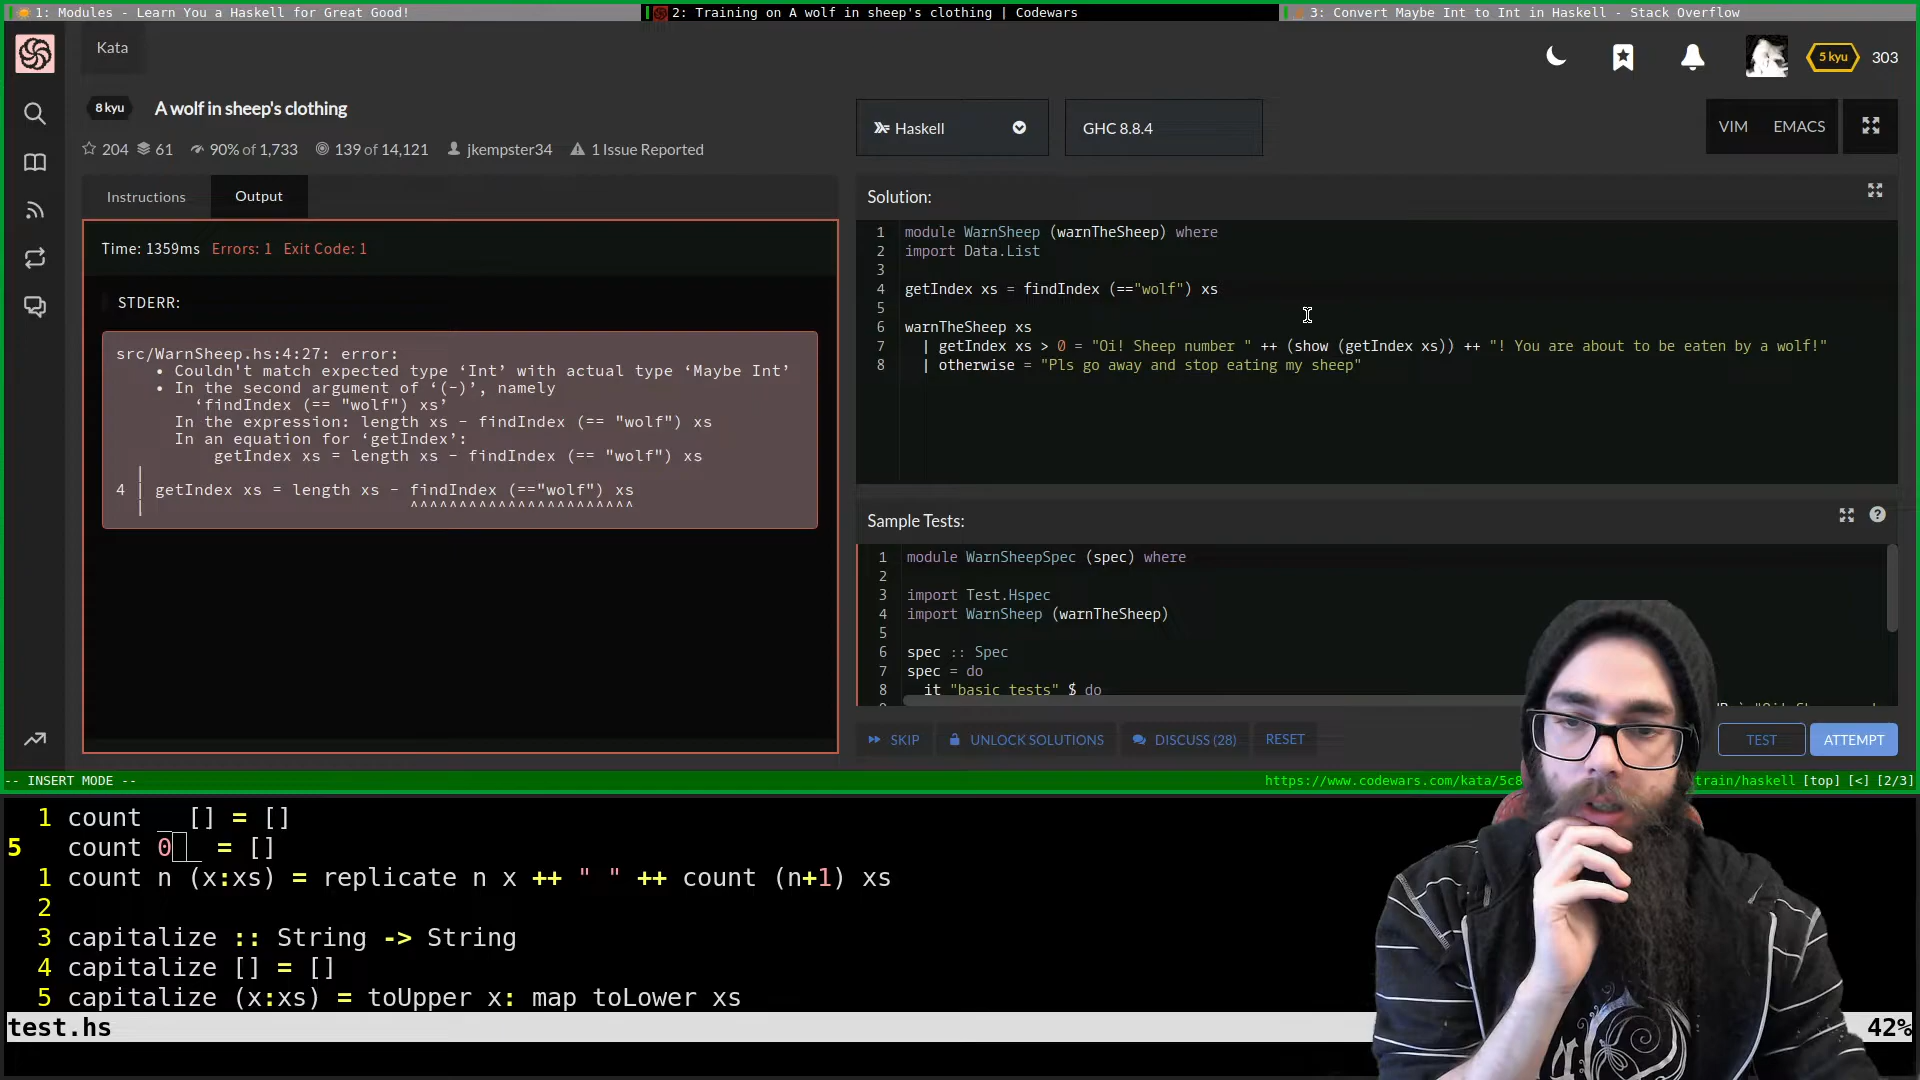 1: Modules - Learn You a Haskell for Great Good!
2: Training on A wolf in sheep's clothing | Codewars
3: Convert Maybe Int to Int in Haskell - Stack Overflow
Kata
5 kyu
303
8 kyu
A wolf in sheep's clothing
204
61
90% of 1,733
139 of 14,121
jkempster34
1 Issue Reported
Haskell
GHC 8.8.4
VIM
EMACS
Instructions
Output
Time: 1359ms Errors: 1 Exit Code: 1
STDERR:
src/WarnSheep.hs:4:27: error:
• Couldn't match expected type ‘Int’ with actual type ‘Maybe Int’
• In the second argument of ‘(-)’, namely
‘findIndex (== "wolf") xs’
In the expression: length xs - findIndex (== "wolf") xs
In an equation for ‘getIndex’:
getIndex xs = length xs - findIndex (== "wolf") xs
|
4 | getIndex xs = length xs - findIndex (=="wolf") xs
| ^^^^^^^^^^^^^^^^^^^^^^^
Solution:
1 module WarnSheep (warnTheSheep) where
2 import Data.List
3
4 getIndex xs = findIndex (=="wolf") xs
5
6 warnTheSheep xs
7 | getIndex xs > 0 = "Oi! Sheep number " ++ (show (getIndex xs)) ++ "! You are about to be eaten by a wolf!"
8 | otherwise = "Pls go away and stop eating my sheep"
Sample Tests:
?
1 module WarnSheepSpec (spec) where
2
3 import Test.Hspec
4 import WarnSheep (warnTheSheep)
5
6 spec :: Spec
7 spec = do
8 it "basic tests" $ do
SKIP
UNLOCK SOLUTIONS
DISCUSS (28)
RESET
TEST
ATTEMPT
-- INSERT MODE --
https://www.codewars.com/kata/5c8
train/haskell [top] [<] [2/3]
1 count _ [] = []
5 count 0 _ = []
1 count n (x:xs) = replicate n x ++ " " ++ count (n+1) xs
2
3 capitalize :: String -> String
4 capitalize [] = []
5 capitalize (x:xs) = toUpper x: map toLower xs
test.hs
42%